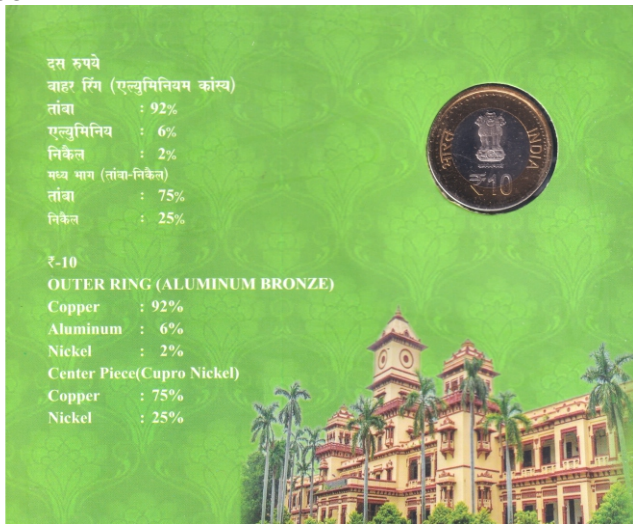 दस रुपये
बाहर रिंग (एल्युमिनियम कांस्य)
तांबा : 92%
एल्युमिनिय : 6%
निकैल : 2%
मध्य भाग (तांबा-निकैल)
तांबा : 75%
निकैल : 25%
₹-10
OUTER RING (ALUMINUM BRONZE)
Copper : 92%
Aluminum : 6%
Nickel : 2%
Center Piece(Cupro Nickel)
Copper : 75%
Nickel : 25%
भारत
INDIA
₹10